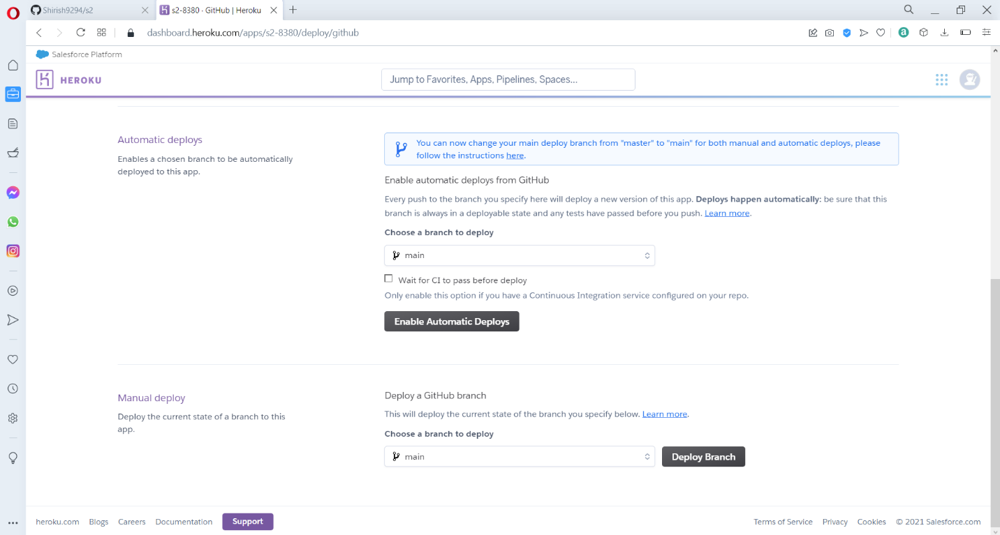 Shirish9294/s2
s2-8380 · GitHub | Heroku
dashboard.heroku.com/apps/s2-8380/deploy/github
Salesforce Platform
HEROKU
Jump to Favorites, Apps, Pipelines, Spaces...
Automatic deploys
Enables a chosen branch to be automatically
deployed to this app.
You can now change your main deploy branch from "master" to "main" for both manual and automatic deploys, please
follow the instructions here.
Enable automatic deploys from GitHub
Every push to the branch you specify here will deploy a new version of this app. Deploys happen automatically: be sure that this
branch is always in a deployable state and any tests have passed before you push. Learn more.
Choose a branch to deploy
main
Wait for CI to pass before deploy
Only enable this option if you have a Continuous Integration service configured on your repo.
Enable Automatic Deploys
Manual deploy
Deploy the current state of a branch to this
app.
Deploy a GitHub branch
This will deploy the current state of the branch you specify below. Learn more.
Choose a branch to deploy
main
Deploy Branch
heroku.com Blogs Careers Documentation Support Terms of Service Privacy Cookies © 2021 Salesforce.com